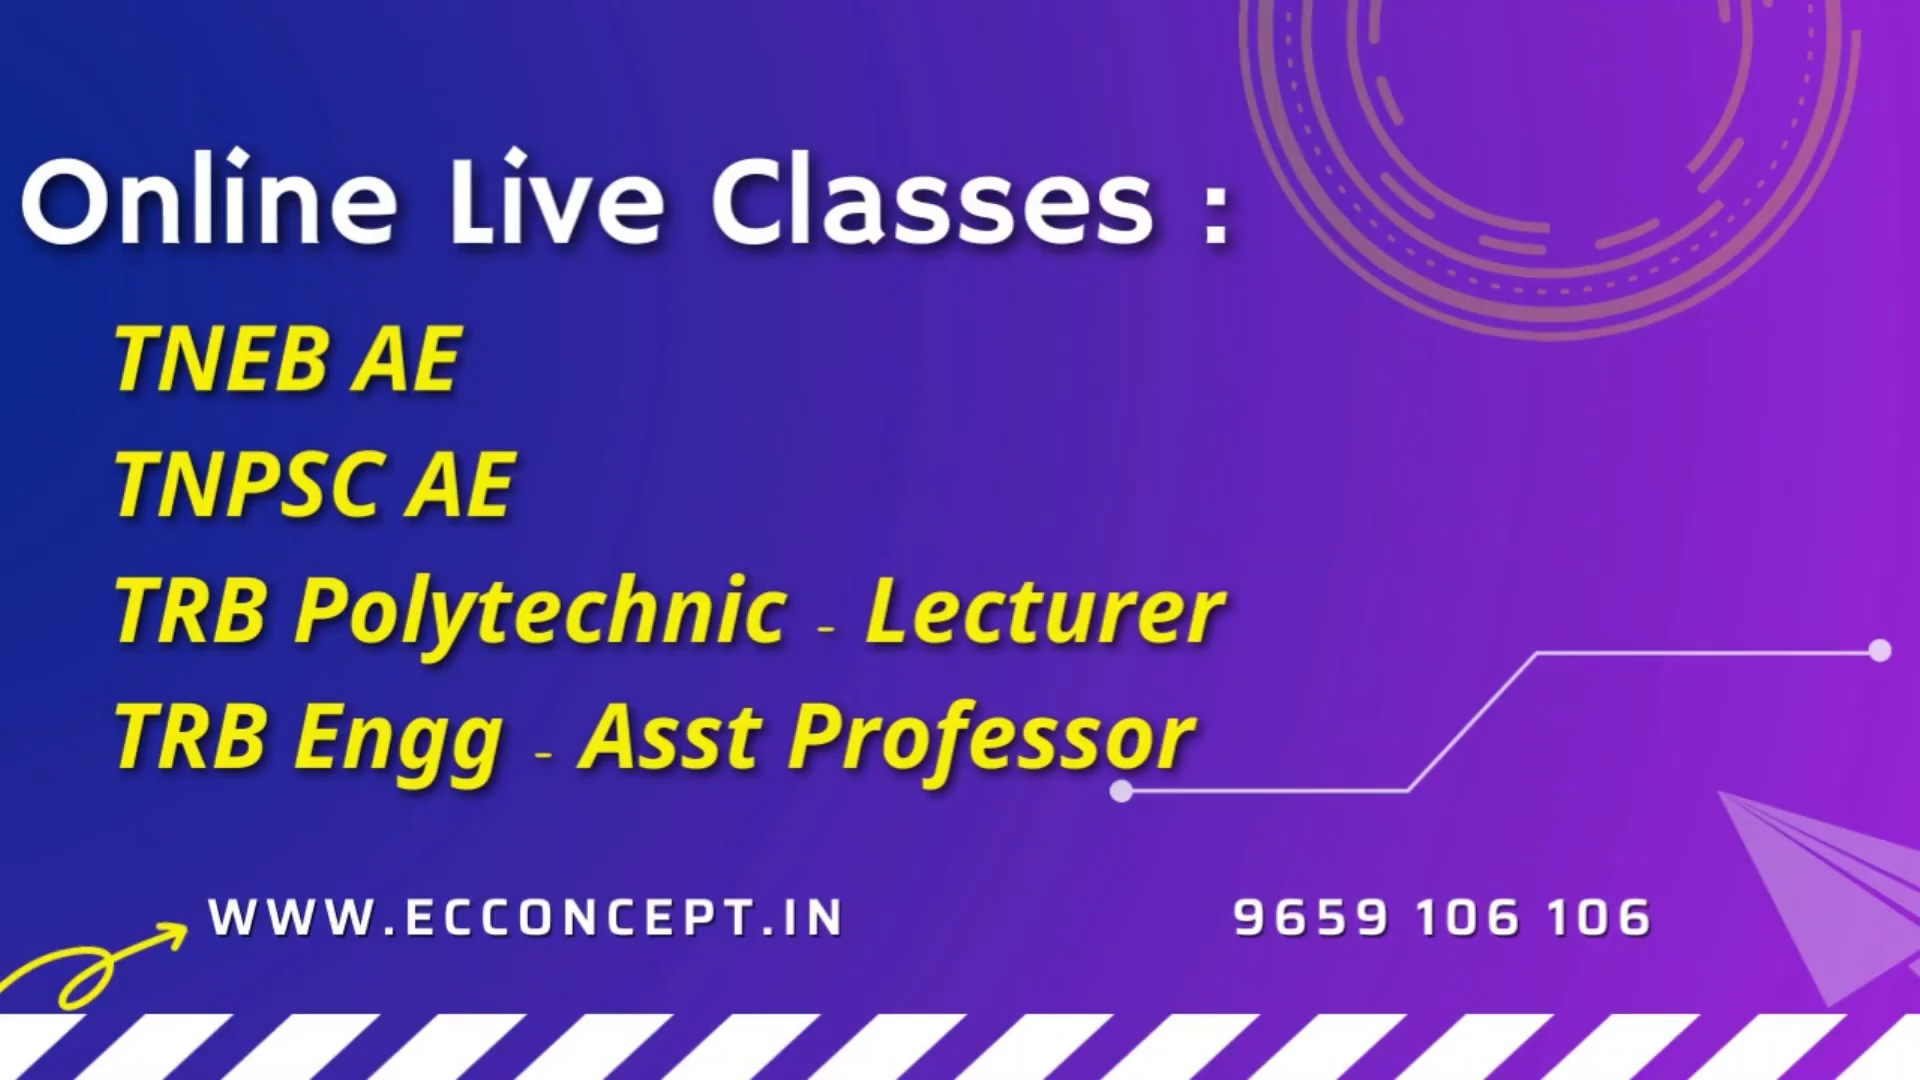 Online Live Classes :
TNEB AE
TNPSC AE
TRB Polytechnic - Lecturer
TRB Engg - Asst Professor
WWW.ECCONCEPT.IN
9659 106 106